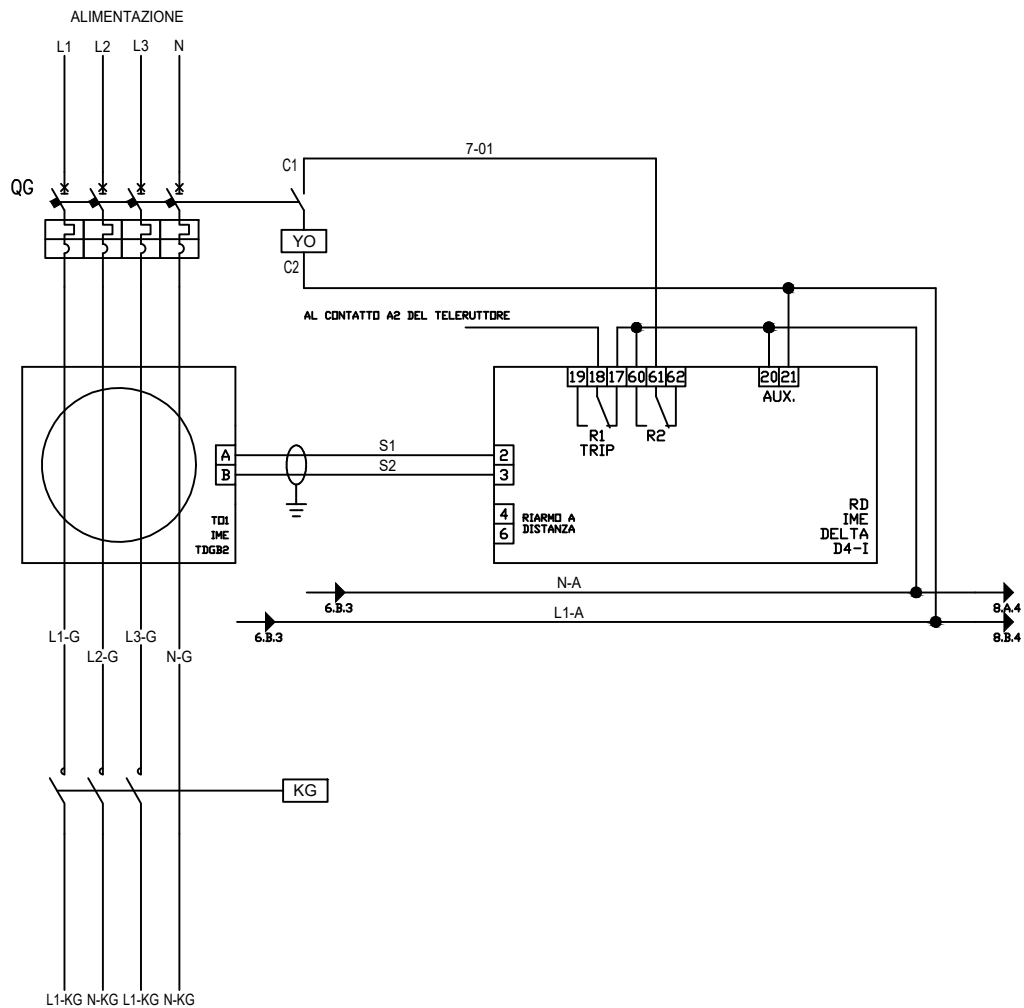 ALIMENTAZIONE
L1 L2 L3 N
7-01
C1
QG
YO
C2
AL CONTATTO A2 DEL TELERUTTORE
19 18 17 60 61 62 20 21
AUX.
R1 R2
TRIP
A S1 2
B S2 3
4 RIARMO A
6 DISTANZA
TO1
IME
TDGB2
RD
IME
DELTA
D4-I
N-A
6.B.3 8.A.4
L1-A
6.B.3 8.B.4
L1-G L3-G
L2-G N-G
KG
L1-KG N-KG L1-KG N-KG